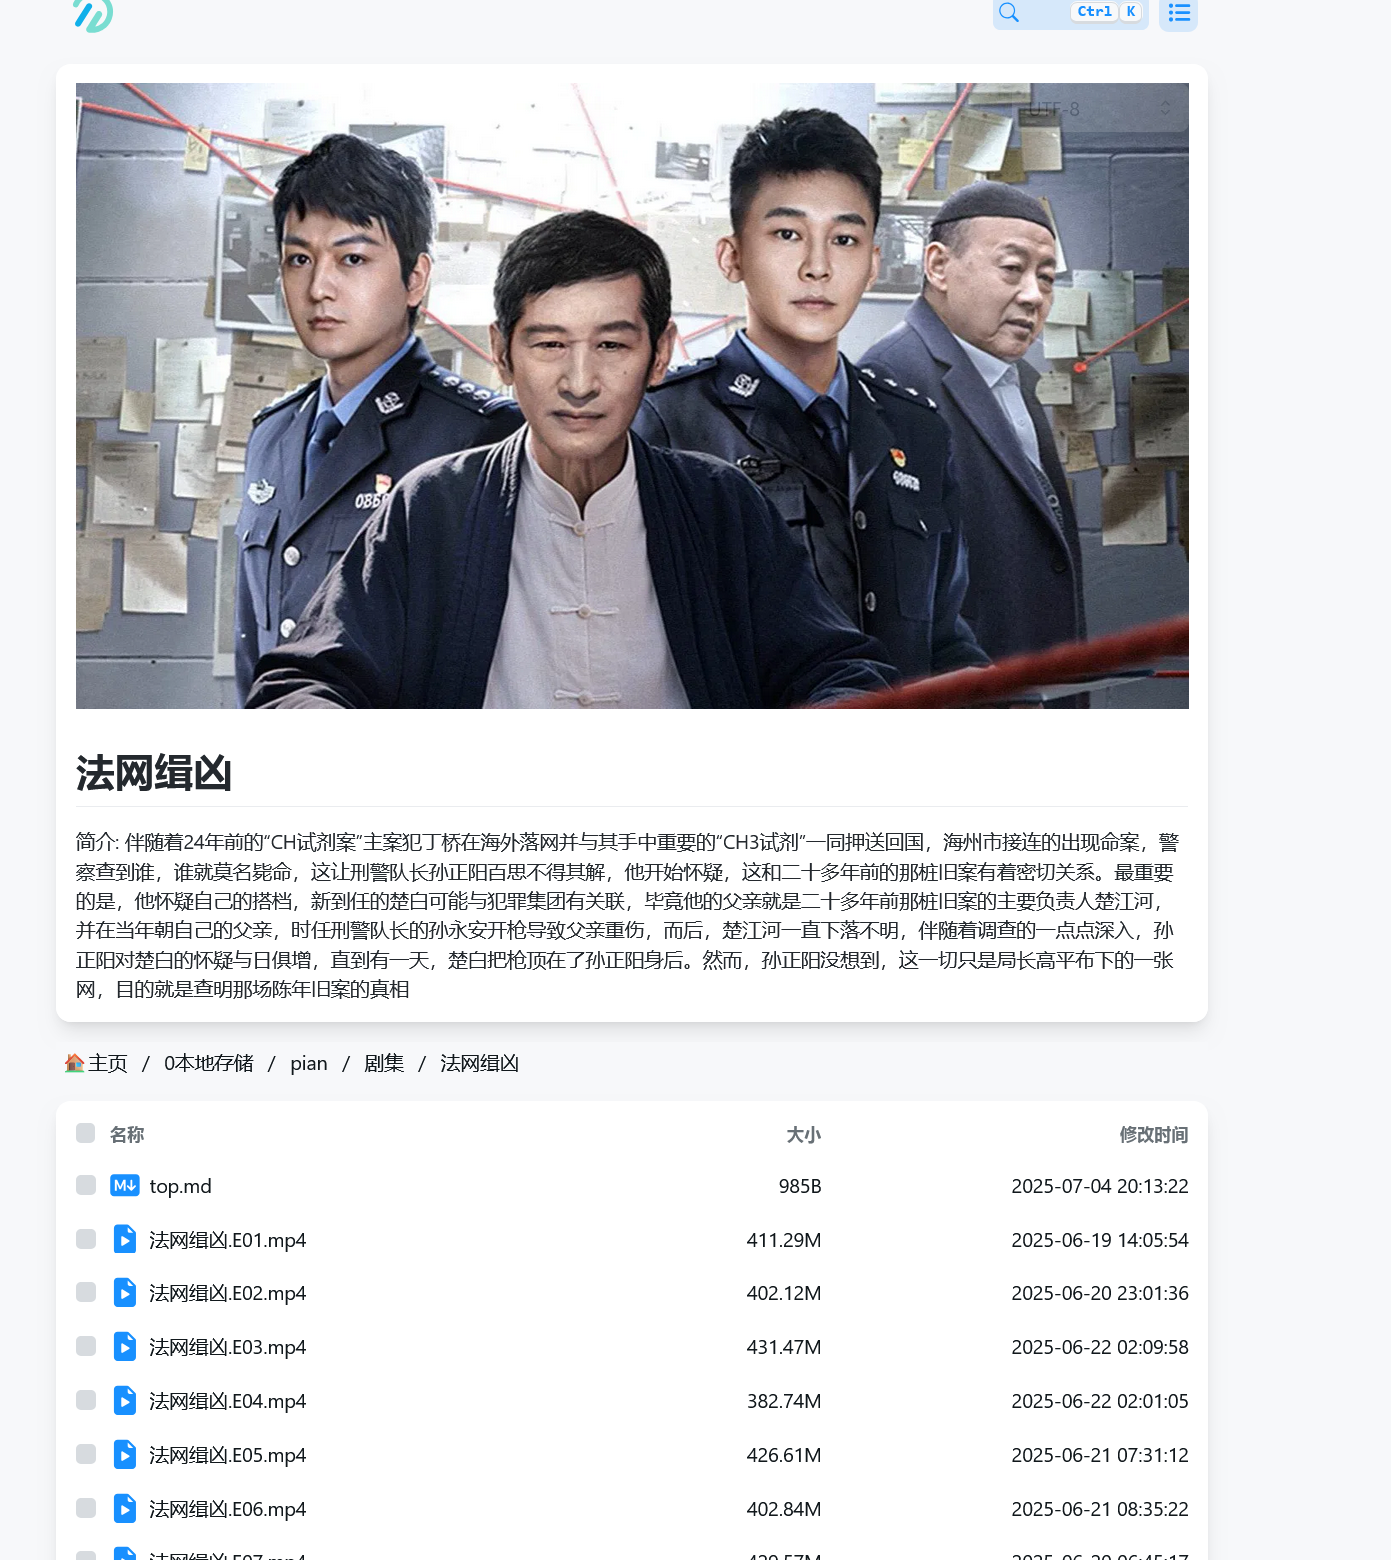 Ctrl K
UTF-8
法网缉凶
简介: 伴随着24年前的“CH试剂案”主案犯丁桥在海外落网并与其手中重要的“CH3试剂”一同押送回国，海州市接连的出现命案，警
察查到谁，谁就莫名毙命，这让刑警队长孙正阳百思不得其解，他开始怀疑，这和二十多年前的那桩旧案有着密切关系。最重要
的是，他怀疑自己的搭档，新到任的楚白可能与犯罪集团有关联，毕竟他的父亲就是二十多年前那桩旧案的主要负责人楚江河，
并在当年朝自己的父亲，时任刑警队长的孙永安开枪导致父亲重伤，而后，楚江河一直下落不明，伴随着调查的一点点深入，孙
正阳对楚白的怀疑与日俱增，直到有一天，楚白把枪顶在了孙正阳身后。然而，孙正阳没想到，这一切只是局长高平布下的一张
网，目的就是查明那场陈年旧案的真相
主页 / 0本地存储 / pian / 剧集 / 法网缉凶
名称 大小 修改时间
top.md 985B 2025-07-04 20:13:22
法网缉凶.E01.mp4 411.29M 2025-06-19 14:05:54
法网缉凶.E02.mp4 402.12M 2025-06-20 23:01:36
法网缉凶.E03.mp4 431.47M 2025-06-22 02:09:58
法网缉凶.E04.mp4 382.74M 2025-06-22 02:01:05
法网缉凶.E05.mp4 426.61M 2025-06-21 07:31:12
法网缉凶.E06.mp4 402.84M 2025-06-21 08:35:22